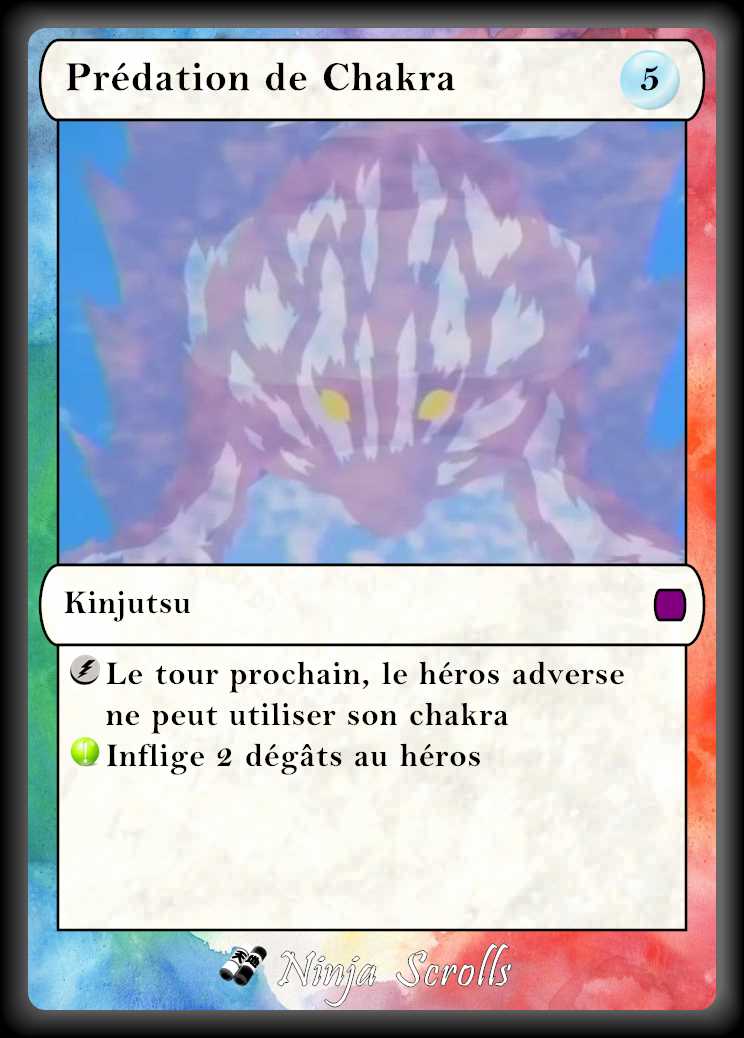 Prédation de Chakra
5
Kinjutsu
Le tour prochain, le héros adverse
ne peut utiliser son chakra
Inflige 2 dégâts au héros
Ninja Scrolls